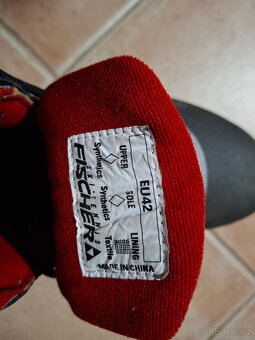 EU42
UPPER
SOLE
LINING
Synthetics
Synthetics
Textile
FISCHER
MADE IN CHINA